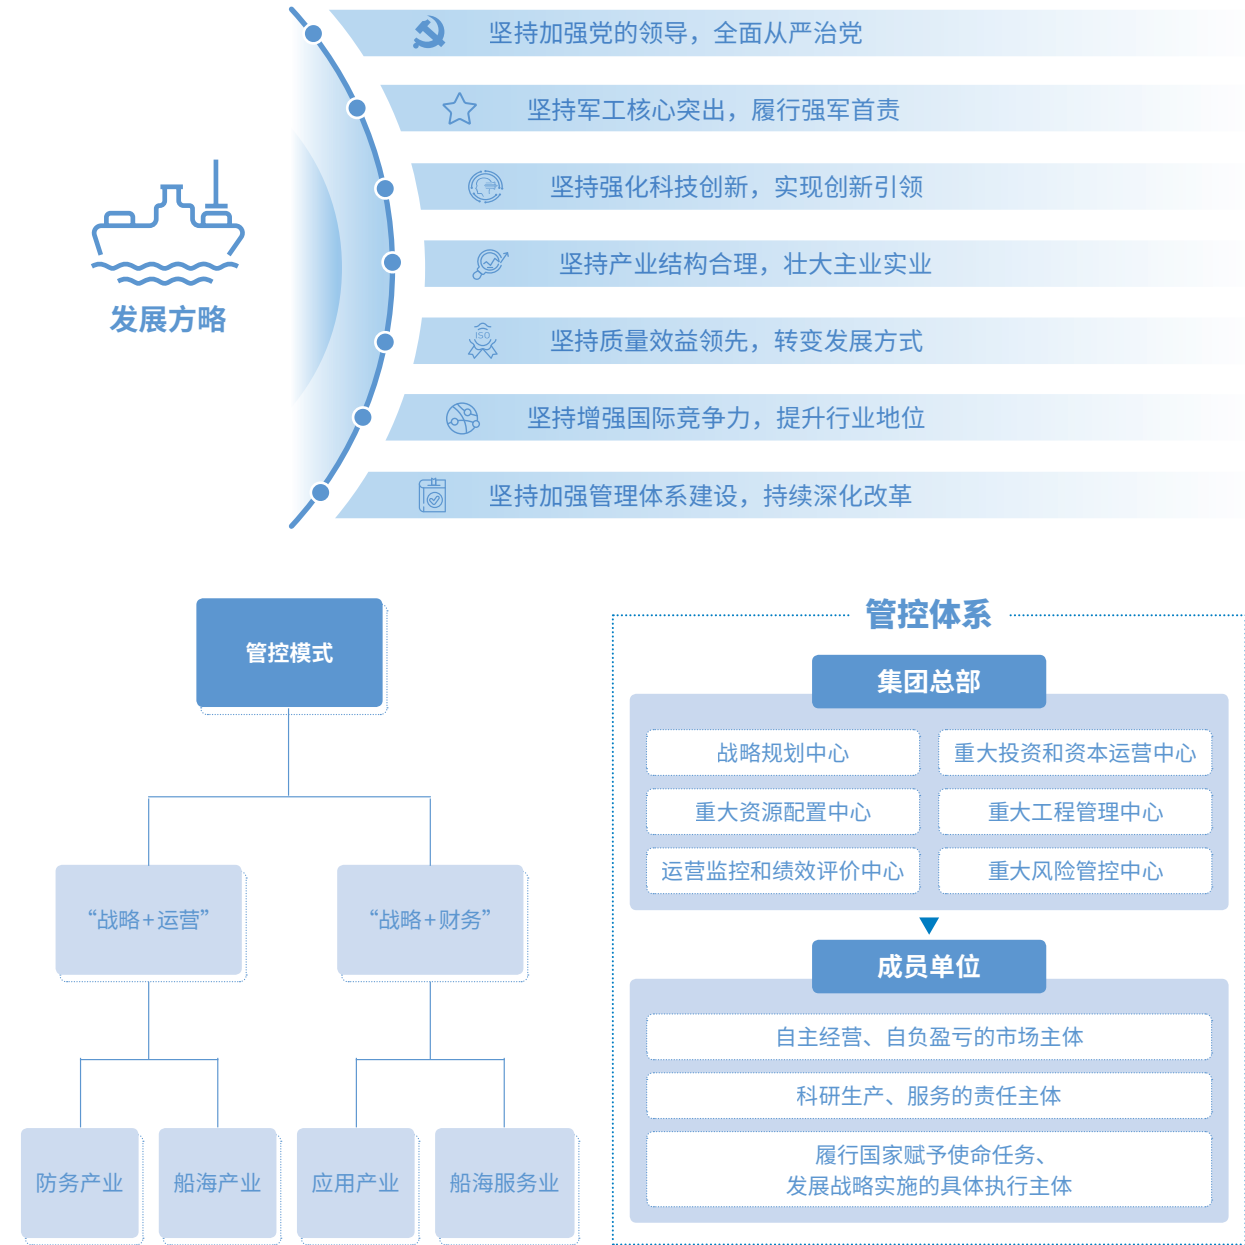 坚持加强党的领导，全面从严治党
坚持军工核心突出，履行强军首责
坚持强化科技创新，实现创新引领
坚持产业结构合理，壮大主业实业
发展方略
ISO
坚持质量效益领先，转变发展方式
坚持增强国际竞争力，提升行业地位
坚持加强管理体系建设，持续深化改革
管控模式
“战略+运营”
“战略+财务”
防务产业
船海产业
应用产业
船海服务业
管控体系
集团总部
战略规划中心
重大投资和资本运营中心
重大资源配置中心
重大工程管理中心
运营监控和绩效评价中心
重大风险管控中心
成员单位
自主经营、自负盈亏的市场主体
科研生产、服务的责任主体
履行国家赋予使命任务、
发展战略实施的具体执行主体